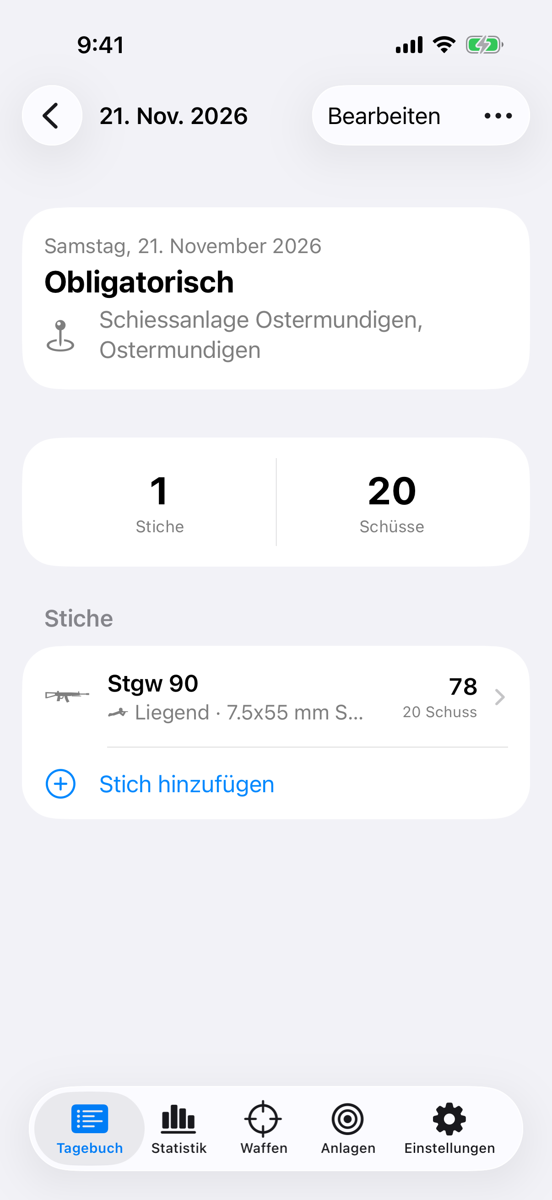 9:41
21. Nov. 2026
Bearbeiten
Samstag, 21. November 2026
Obligatorisch
Schiessanlage Ostermundigen,
Ostermundigen
1
20
Stiche
Schüsse
Stiche
Stgw 90
78
Liegend · 7.5x55 mm S...
20 Schuss
Stich hinzufügen
Tagebuch
Statistik
Waffen
Anlagen
Einstellungen